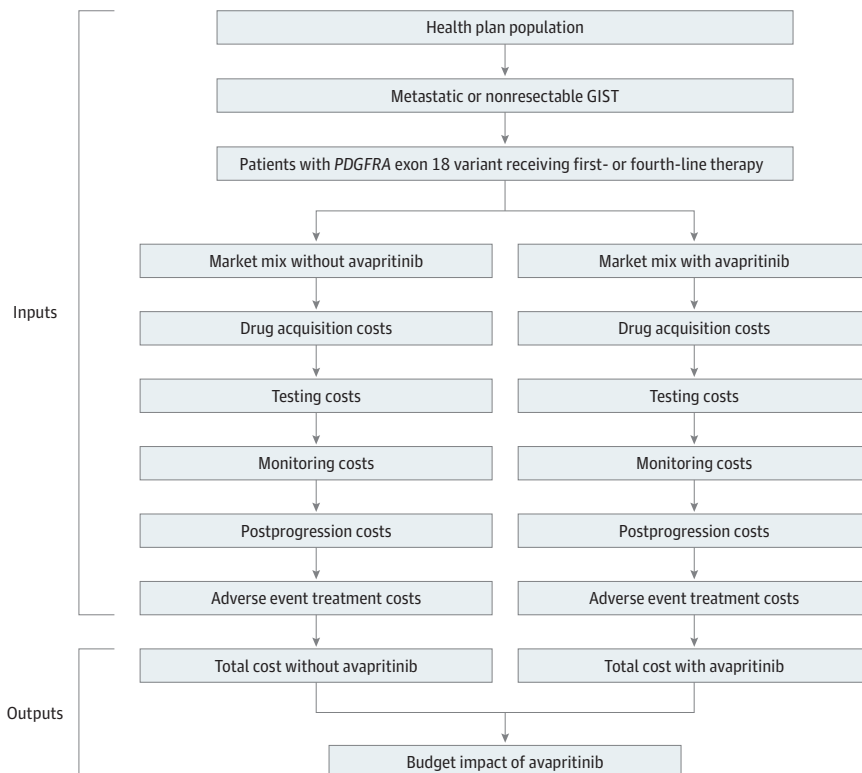 Health plan population
Metastatic or nonresectable GIST
Patients with PDGFRA exon 18 variant receiving first- or fourth-line therapy
Market mix without avapritinib
Market mix with avapritinib
Inputs
Drug acquisition costs
Drug acquisition costs
Testing costs
Testing costs
Monitoring costs
Monitoring costs
Postprogression costs
Postprogression costs
Adverse event treatment costs
Adverse event treatment costs
Total cost without avapritinib
Total cost with avapritinib
Outputs
Budget impact of avapritinib